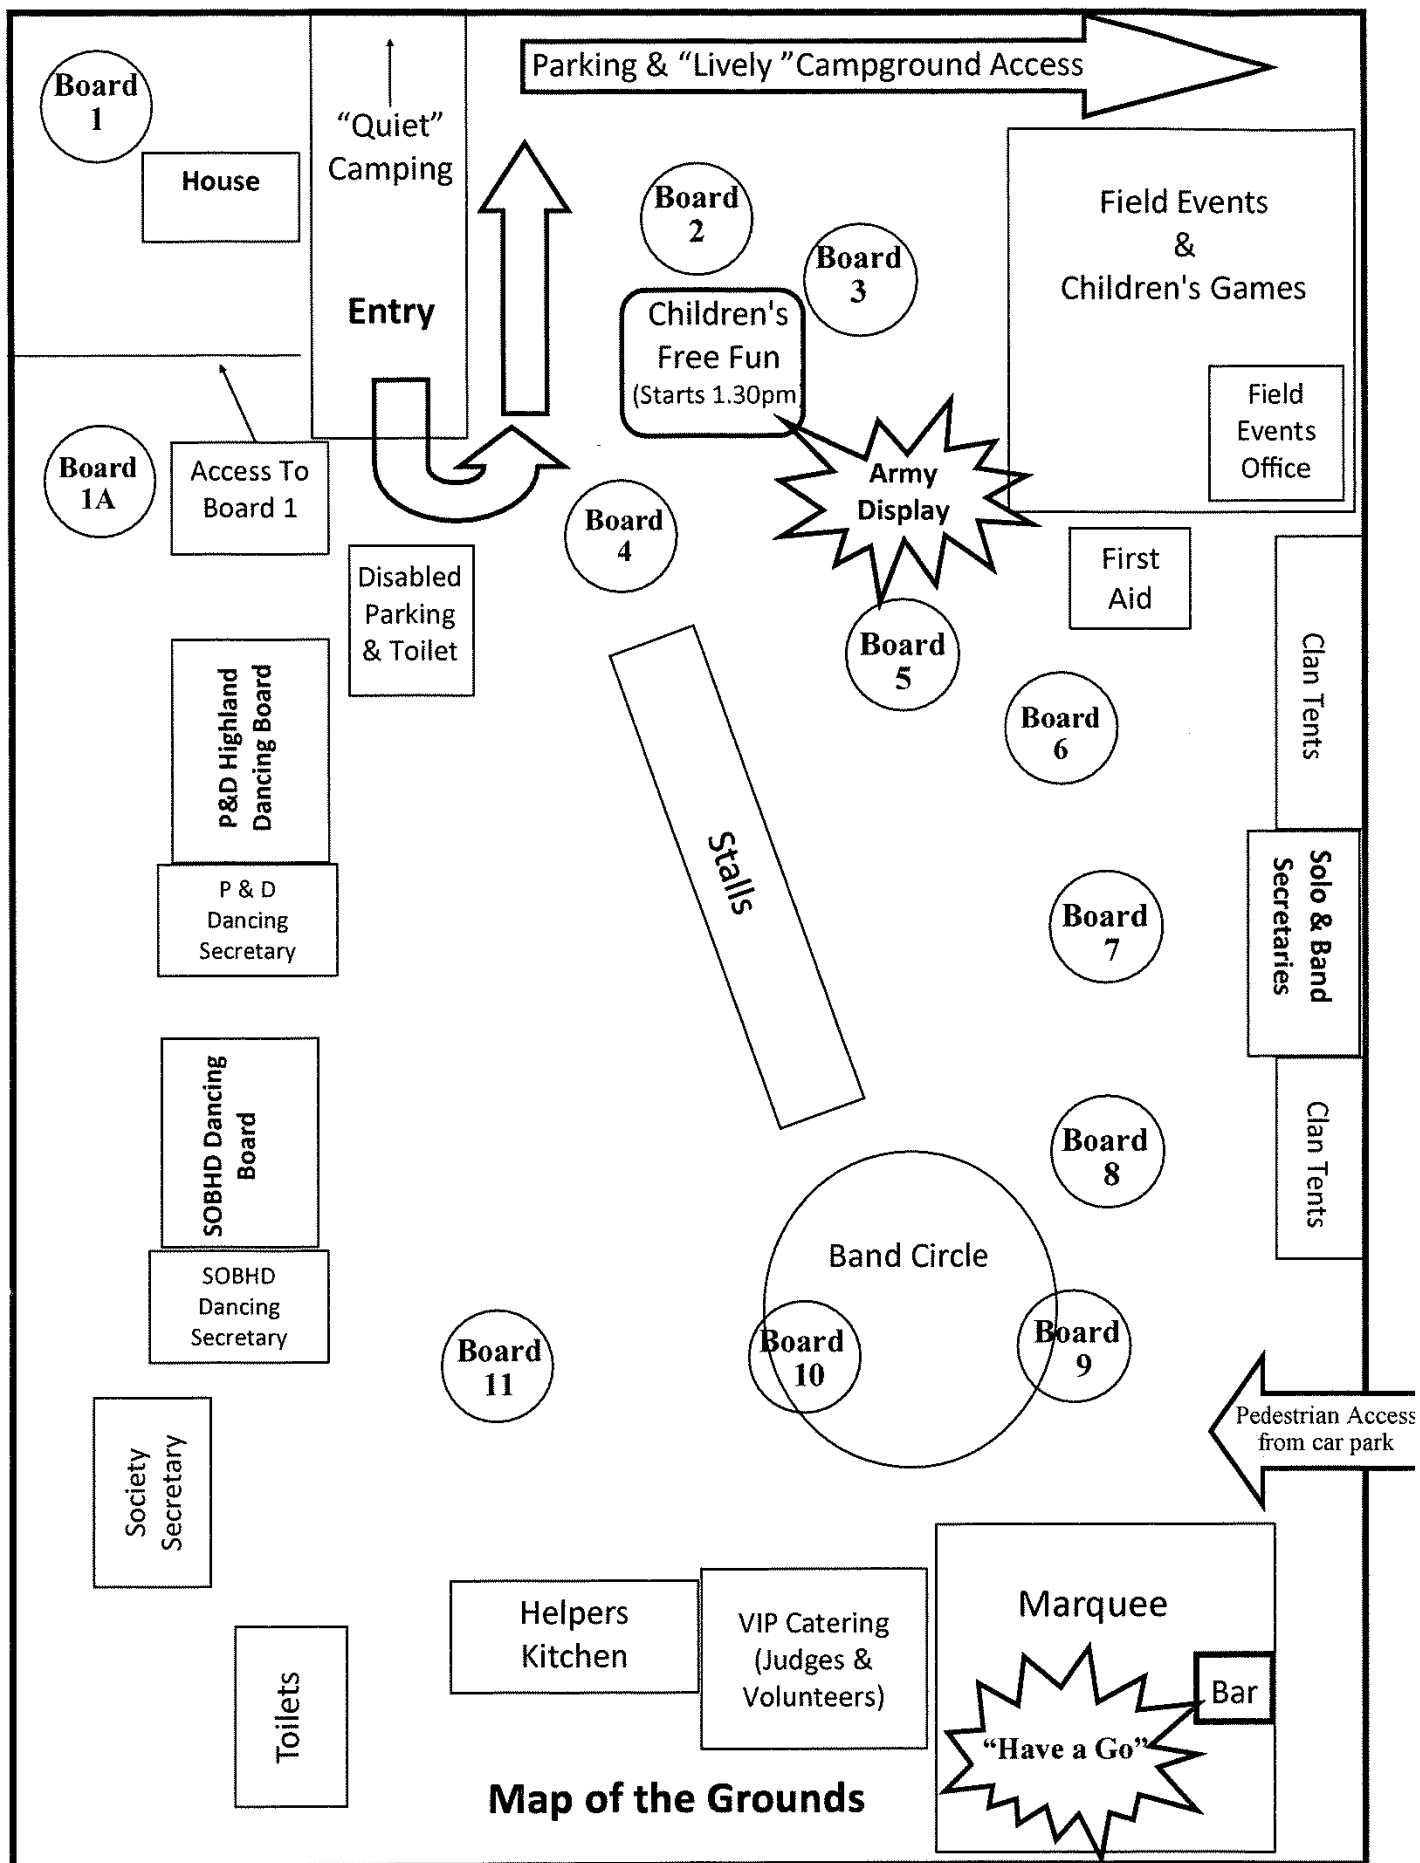 Parking & “Lively ”Campground Access
Board
1
“Quiet”
Camping
House
Entry
Board
2
Board
3
Field Events
&
Children's Games
Children's
Free Fun
(Starts 1.30pm
Field
Events
Office
Army
Display
Board
1A
Access To
Board 1
Board
4
Disabled
Parking
& Toilet
First
Aid
Board
5
Clan Tents
Board
6
P&D Highland
Dancing Board
Stalls
P & D
Dancing
Secretary
Board
7
Solo & Band
Secretaries
SOBHD Dancing
Board
Board
8
Clan Tents
SOBHD
Dancing
Secretary
Band Circle
Board
11
Board
10
Board
9
Pedestrian Access
from car park
Society
Secretary
Helpers
Kitchen
VIP Catering
(Judges &
Volunteers)
Marquee
Bar
“Have a Go”
Toilets
Map of the Grounds